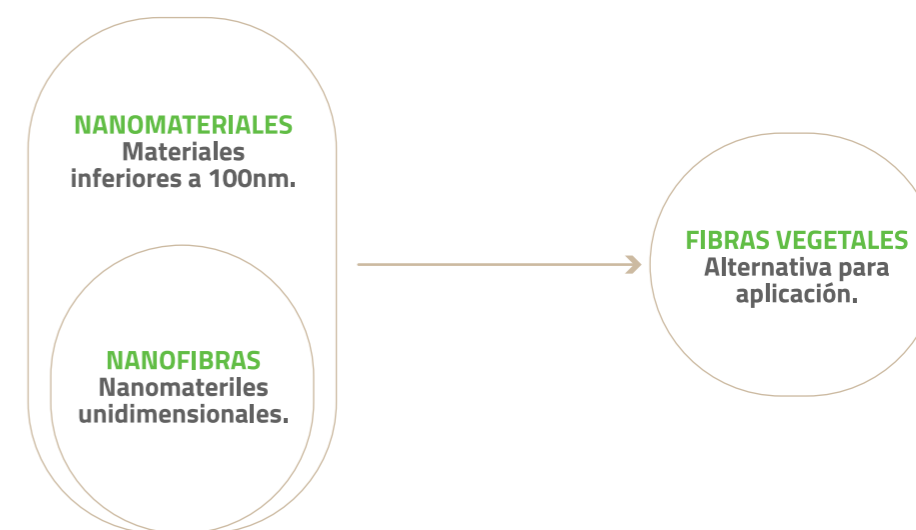 NANOMATERIALES
Materiales
inferiores a 100nm.
NANOFIBRAS
Nanomateriles
unidimensionales.
FIBRAS VEGETALES
Alternativa para
aplicación.